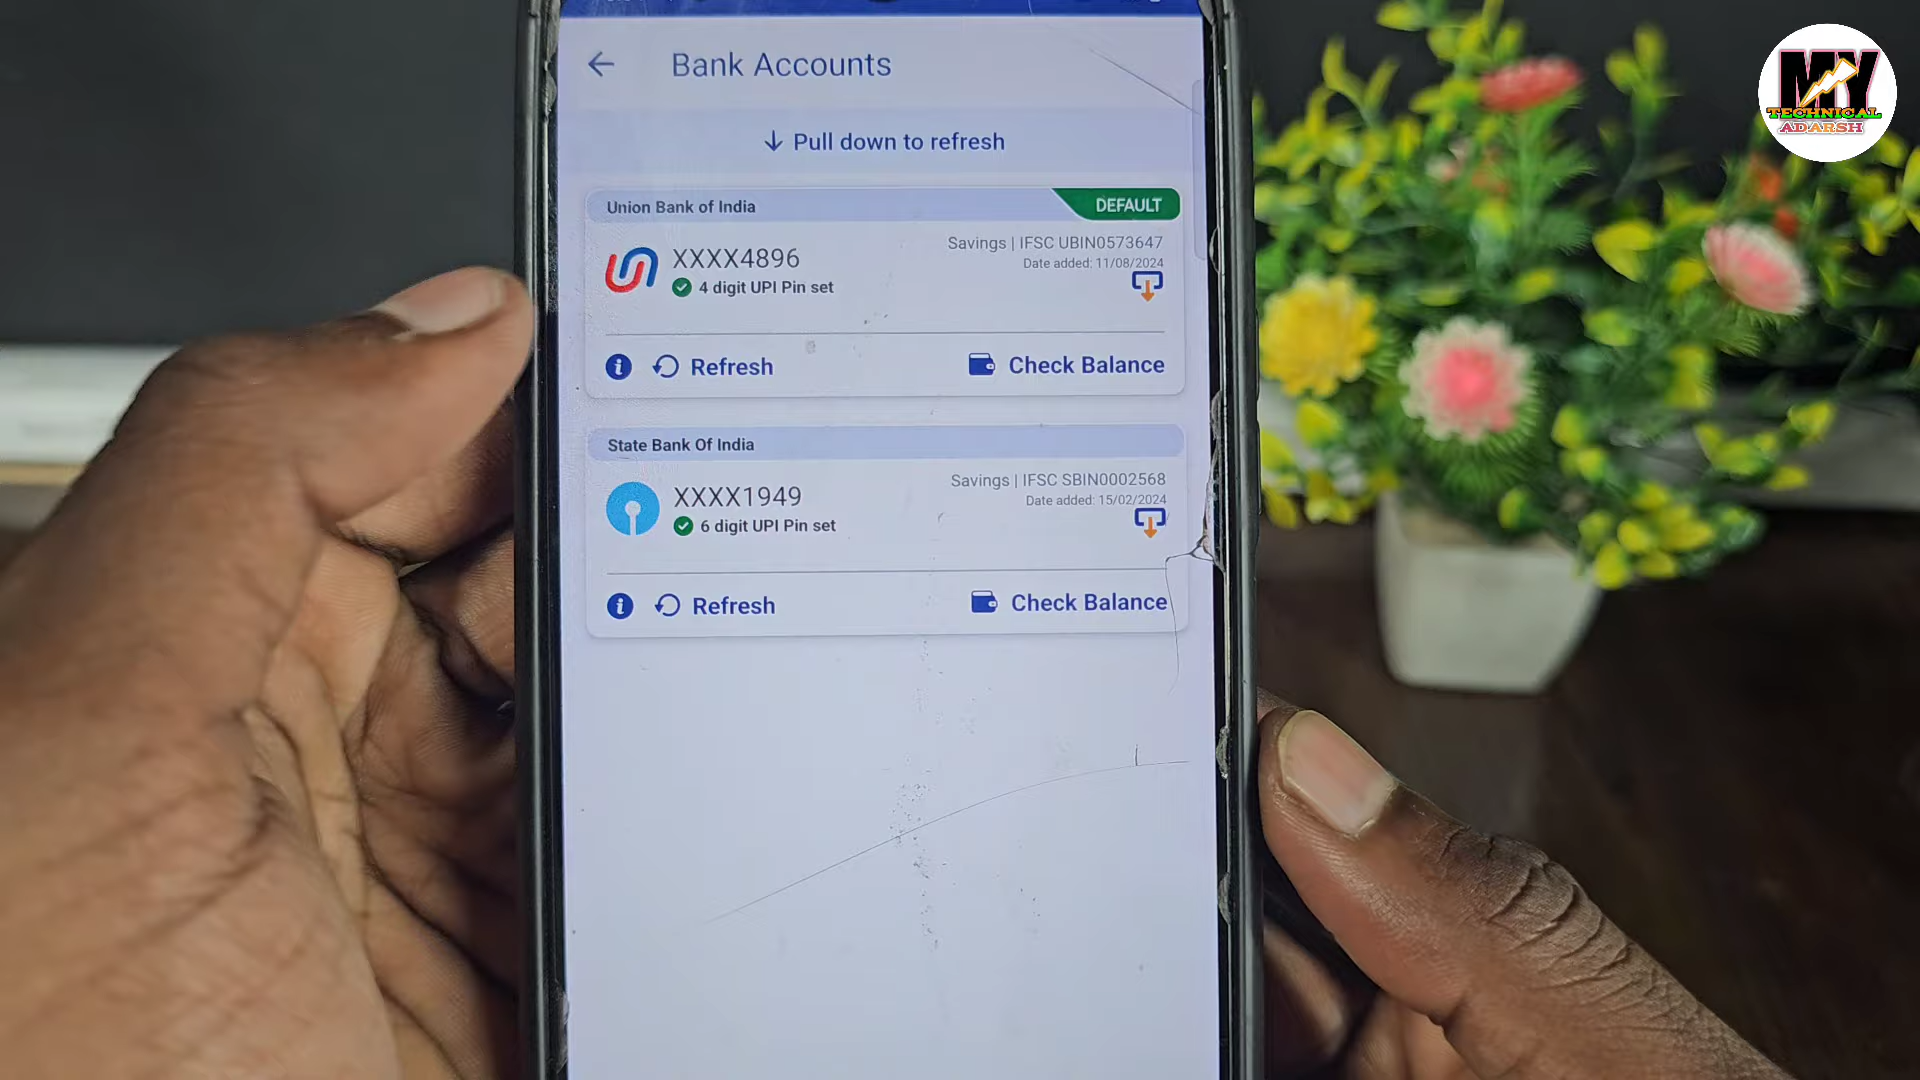 Bank Accounts
Pull down to refresh
Union Bank of India
DEFAULT
XXXX4896
Savings | IFSC UBIN0573647
Date added: 11/08/2024
4 digit UPI Pin set
Refresh
Check Balance
State Bank Of India
XXXX1949
Savings | IFSC SBIN0002568
Date added: 15/02/2024
6 digit UPI Pin set
Refresh
Check Balance
MY
TECHNICAL
ADARSH